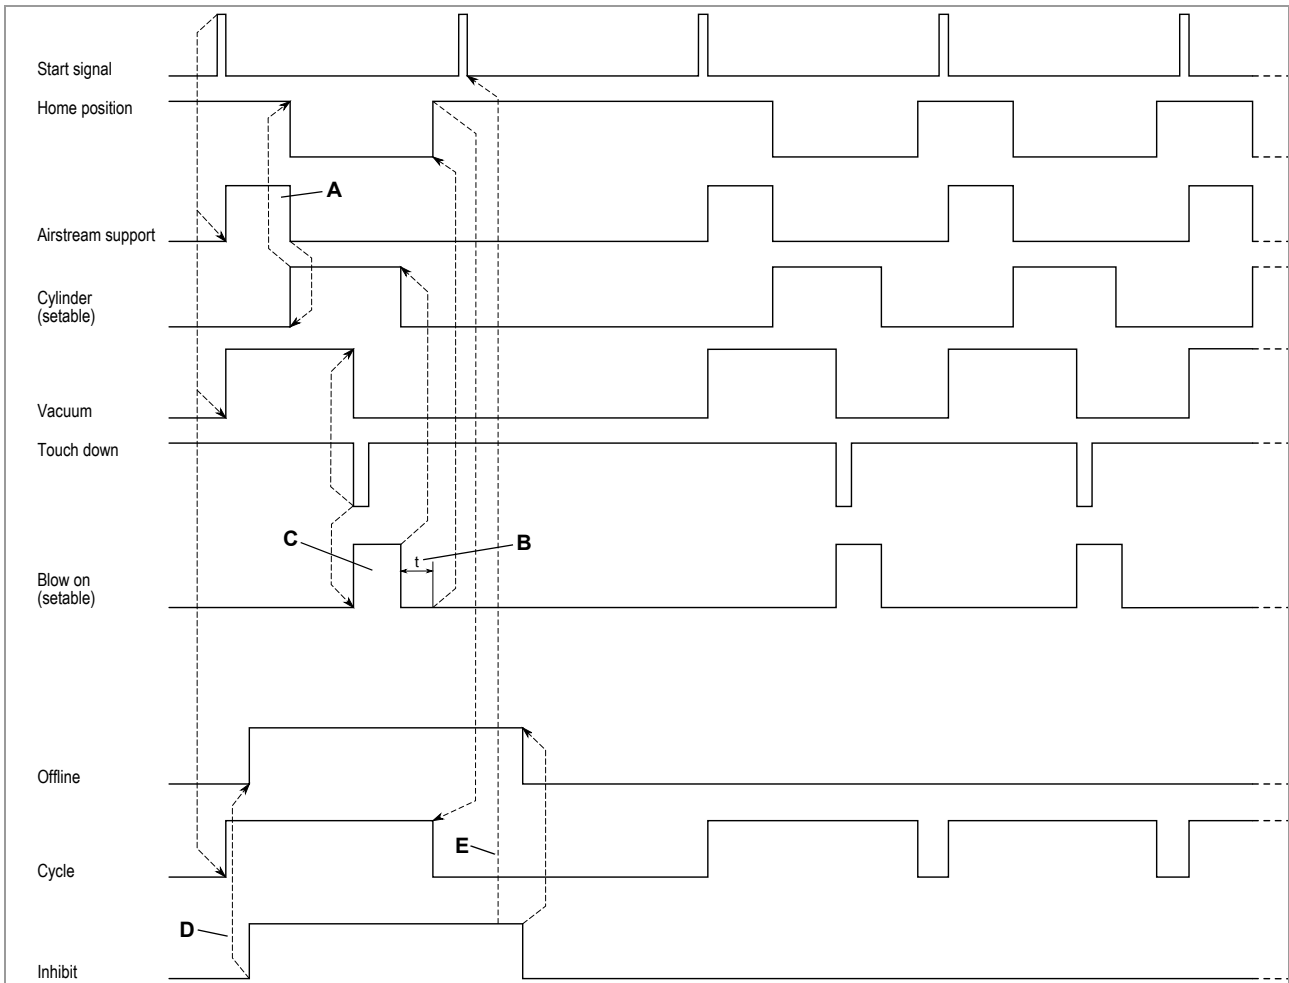 Start signal
Home position
A
Airstream support
Cylinder
(setable)
Vacuum
Touch down
C
B
t
Blow on
(setable)
Offline
E
Cycle
D
Inhibit